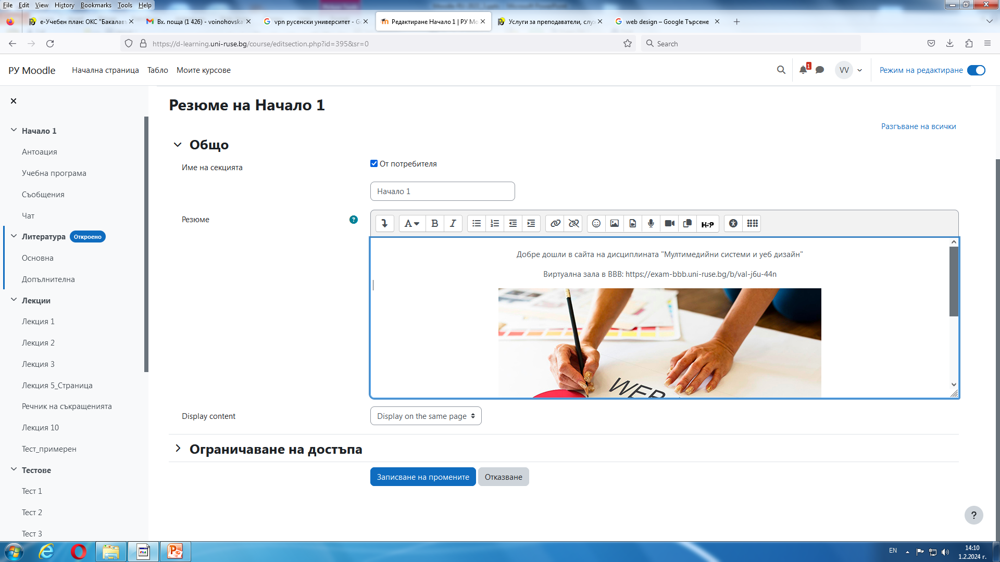 File Edit View History Bookmarks Tools Help
е-Учебен план: ОКС "Бакалавъ
Вх. поща (1 426) - voinohovska
vpn русенски университет - Go
Редактиране Начало 1 | РУ Mo
Услуги за преподаватели, служ
web design – Google Търсене
https://d-learning.uni-ruse.bg/course/editsection.php?id=395&sr=0
Search
РУ Moodle Начална страница Табло Моите курсове
1
VV
Режим на редактиране
Резюме на Начало 1
Разгъване на всички
Начало 1
Антоация
Учебна програма
Съобщения
Чат
Литература Откроено
Основна
Допълнителна
Лекции
Лекция 1
Лекция 2
Лекция 3
Лекция 5_Страница
Речник на съкращенията
Лекция 10
Тест_примерен
Тестове
Тест 1
Тест 2
Тест 3
Общо
Име на секцията
От потребителя
Начало 1
Резюме
?
A B I
H5P
Добре дошли в сайта на дисциплината "Мултимедийни системи и уеб дизайн"
Виртуална зала в BBB: https://exam-bbb.uni-ruse.bg/b/val-j6u-44n
WEB
Display content
Display on the same page
Ограничаване на достъпа
Записване на промените Отказване
?
EN
14:10
1.2.2024 г.